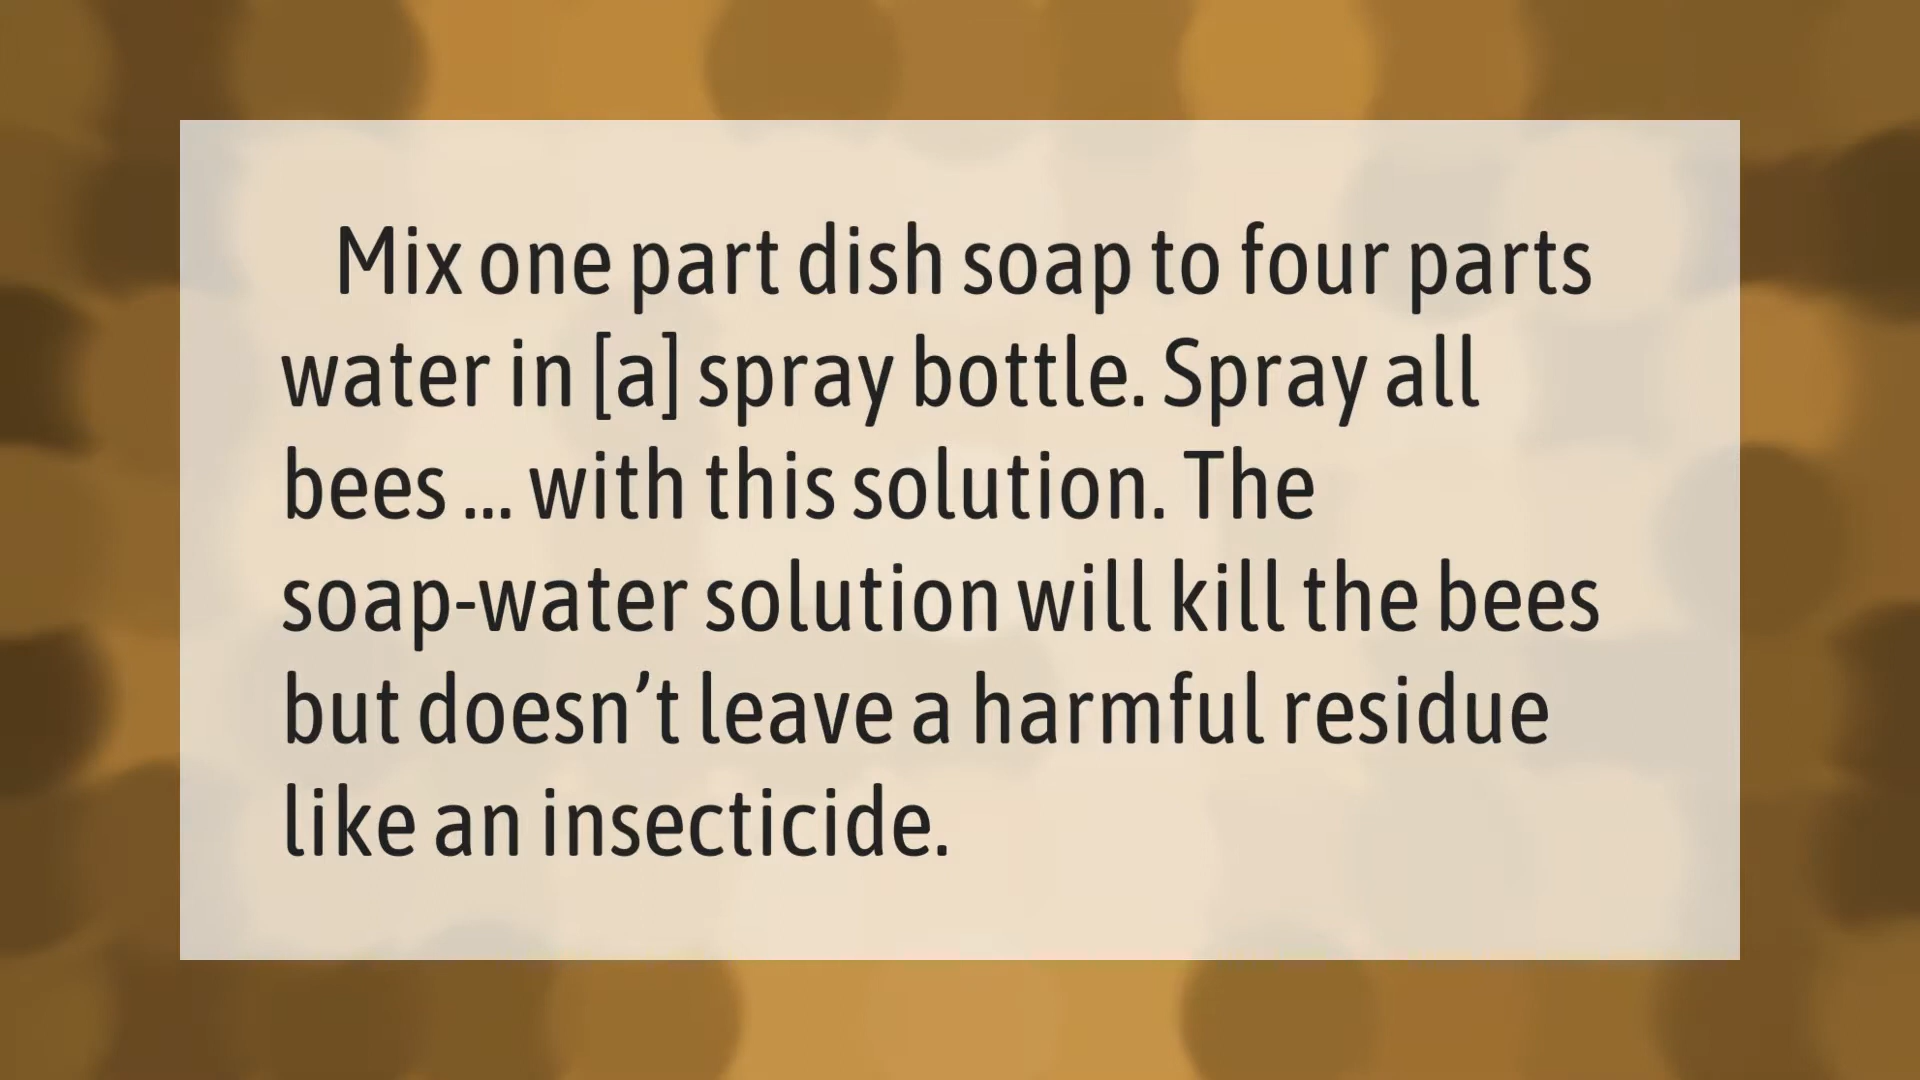 Mix one part dish soap to four parts
water in [a] spray bottle. Spray all
bees ... with this solution. The
soap-water solution will kill the bees
but doesn’t leave a harmful residue
like an insecticide.